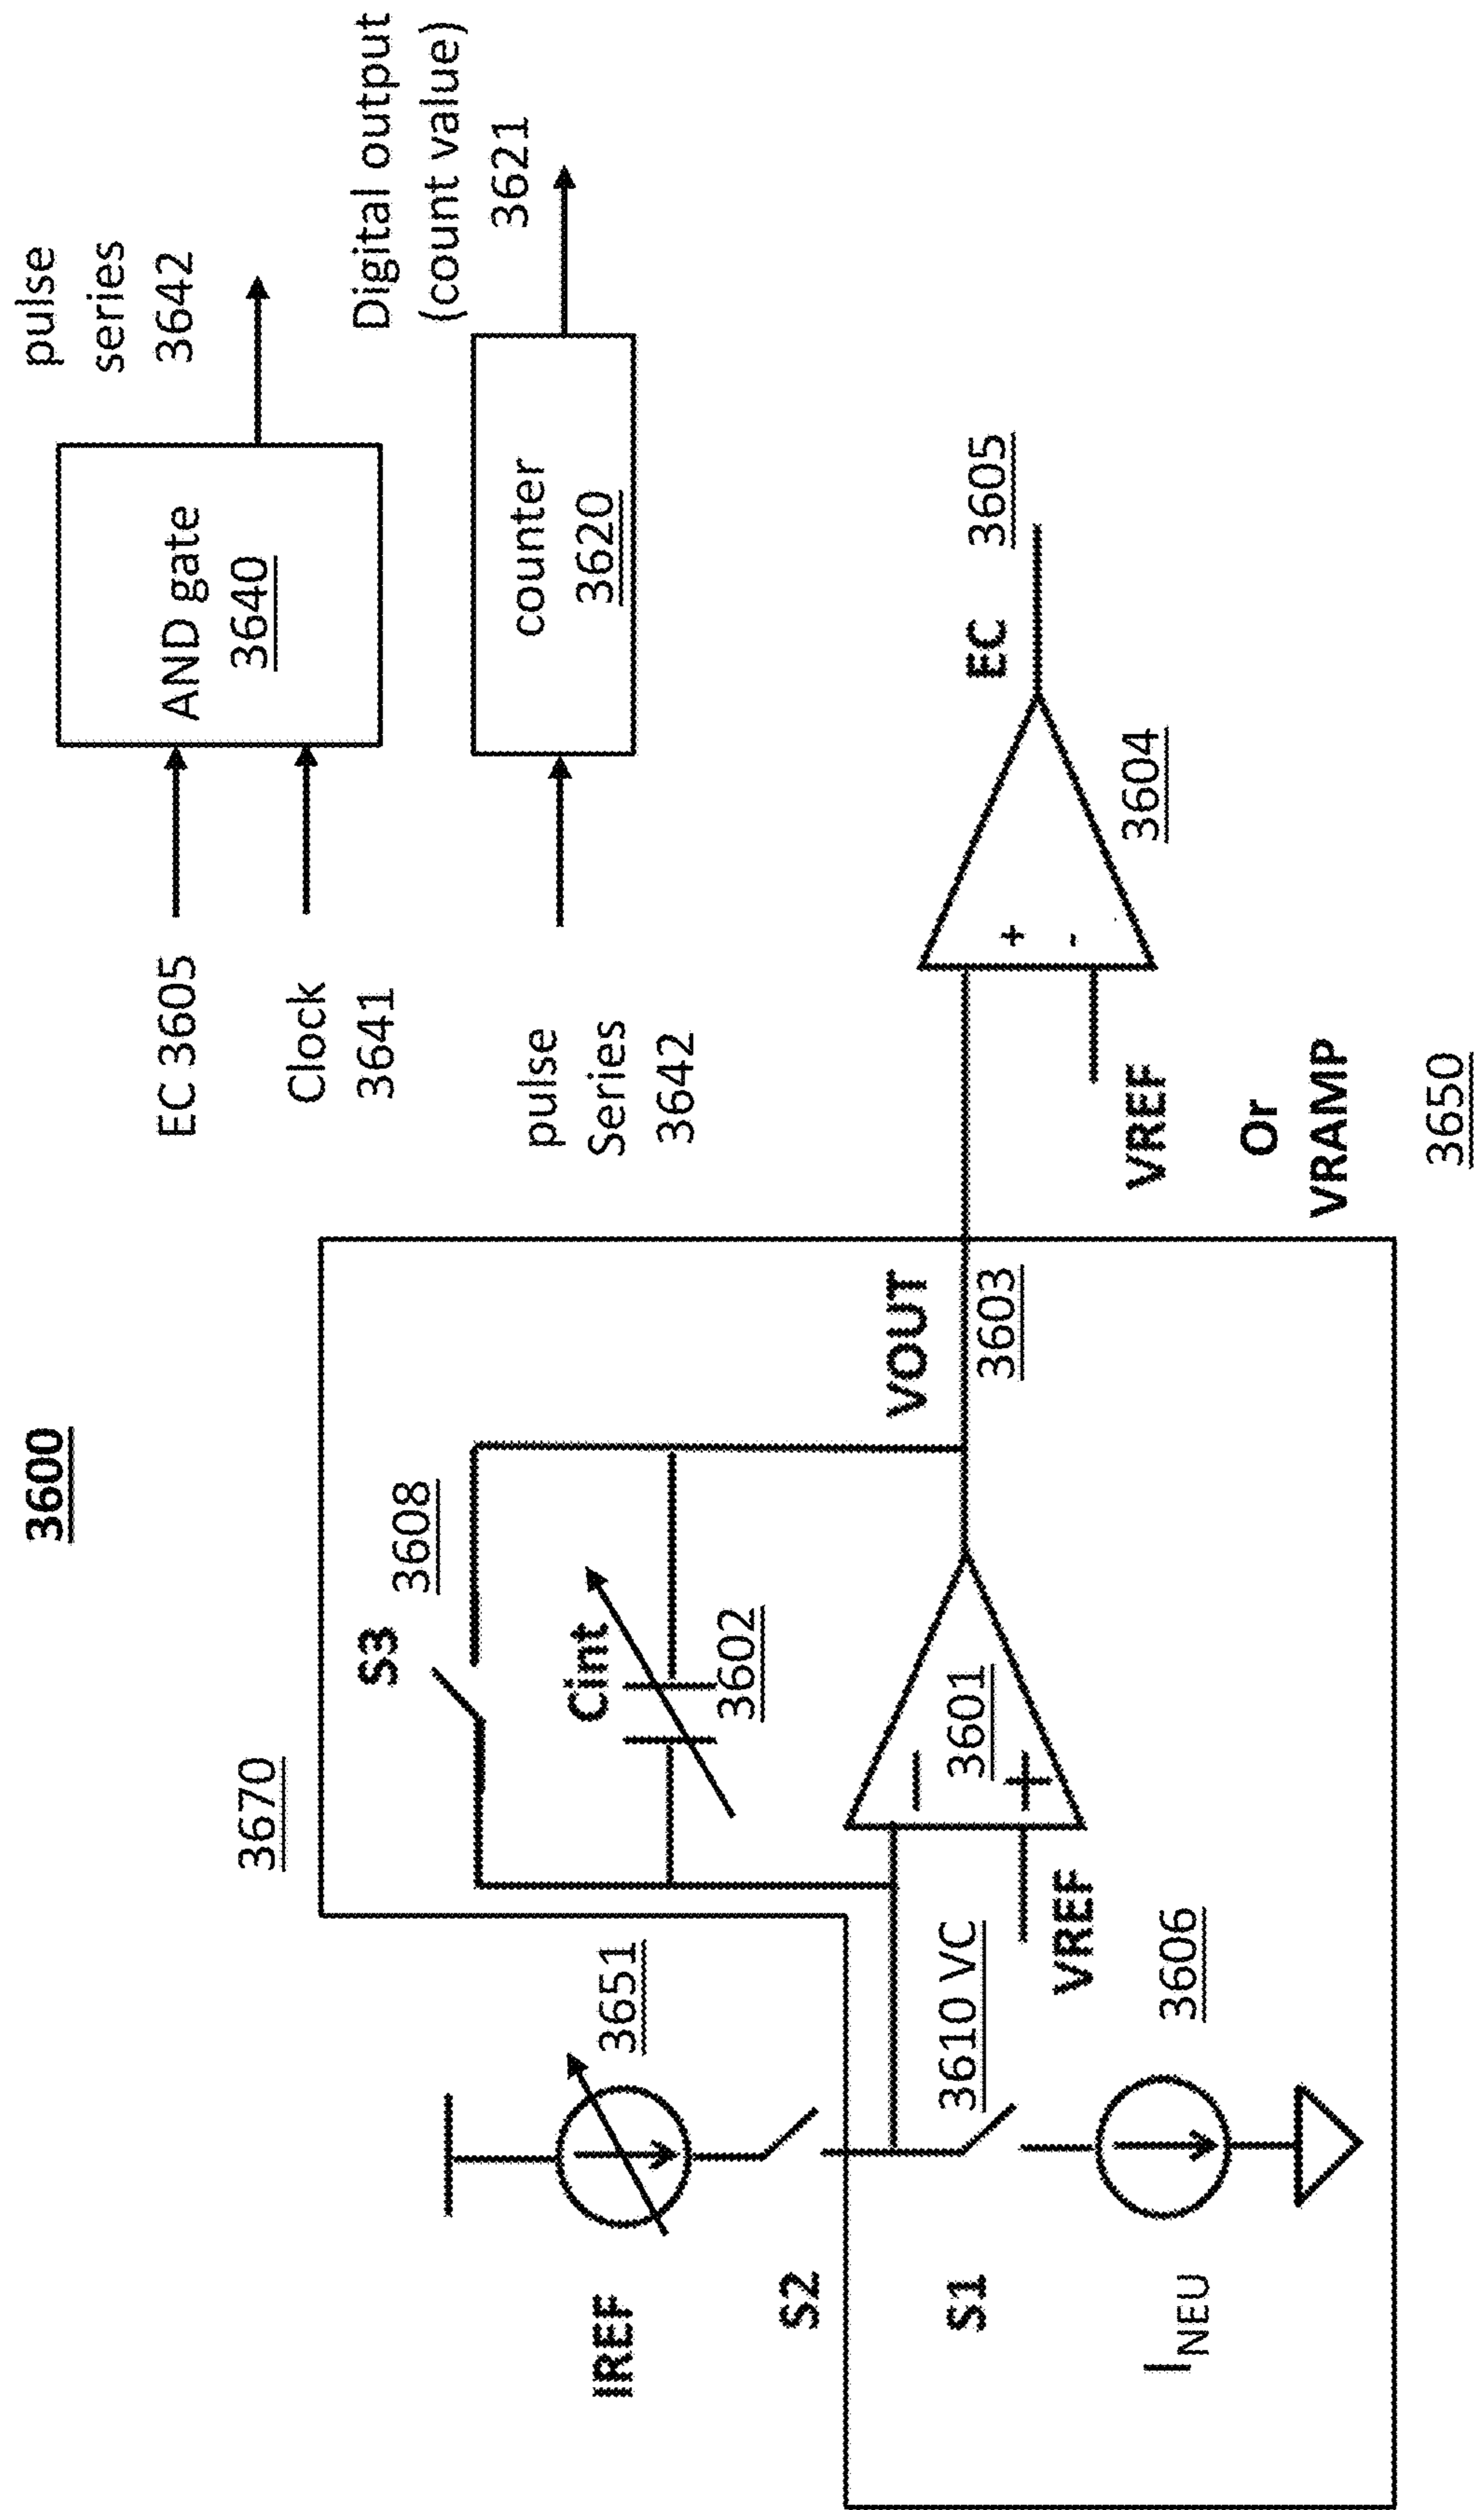 3600
3670
S3
3608
Cint
3602
3601
VOUT
3603
IREF
3651
S2
S1
3610 VC
VREF
I NEU
3606
EC 3605
Clock
3641
AND gate
3640
pulse
series
3642
pulse
Series
3642
counter
3620
Digital output
(count value)
3621
+
-
EC
3605
3604
VREF
Or
VRAMP
3650